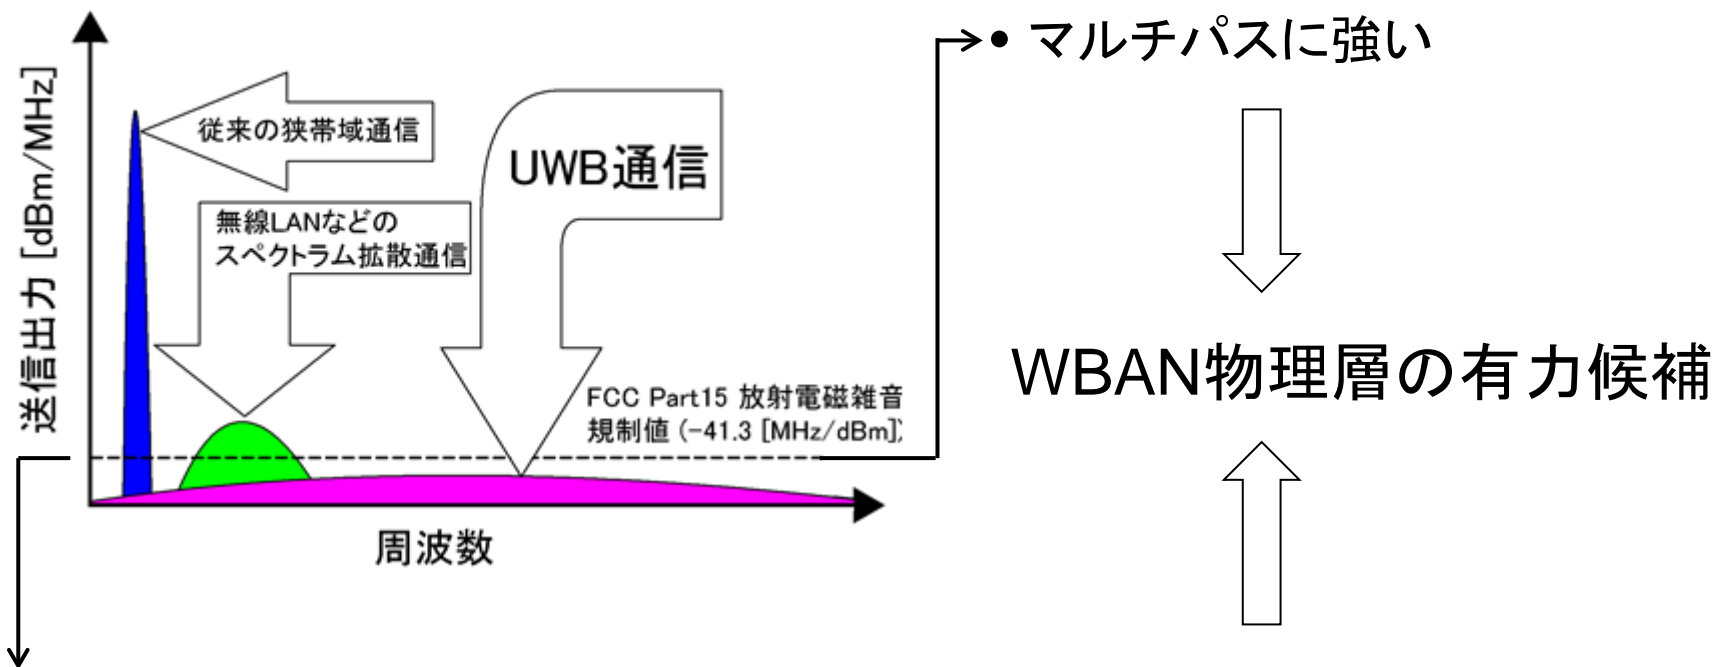 • マルチパスに強い
送信出力 [dBm/MHz]
従来の狭帯域通信
UWB通信
無線LANなどの
スペクトラム拡散通信
WBAN物理層の有力候補
FCC Part15 放射電磁雑音
規制値 (-41.3 [MHz/dBm])
周波数